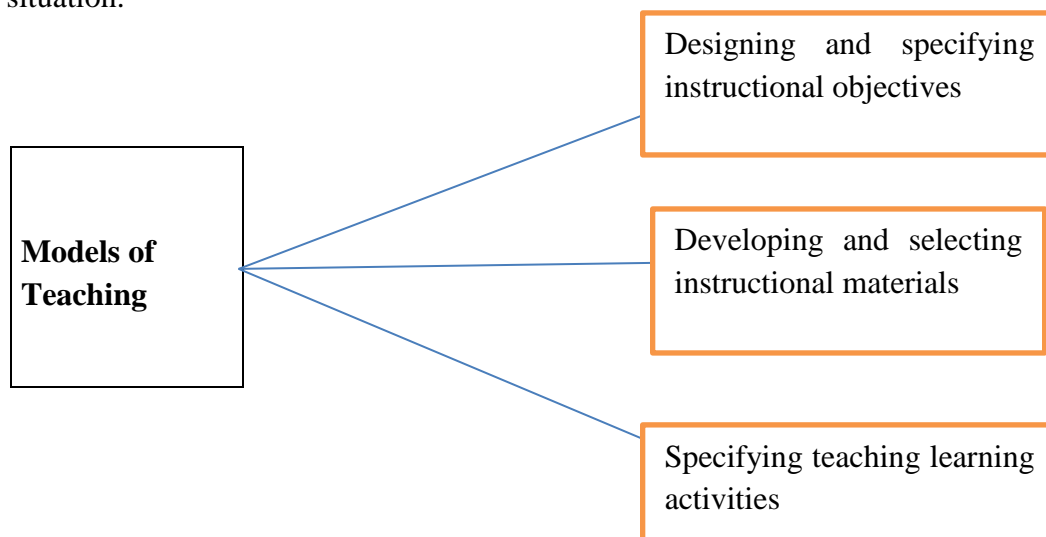 situation.
Designing and specifying
instructional objectives
Models of
Teaching
Developing and selecting
instructional materials
Specifying teaching learning
activities